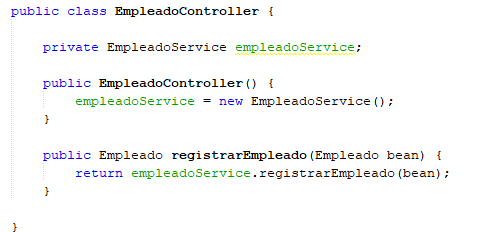 public class EmpleadoController {
private EmpleadoService empleadoService;
public EmpleadoController() {
empleadoService = new EmpleadoService();
}
public Empleado registrarEmpleado(Empleado bean) {
return empleadoService.registrarEmpleado(bean);
}
}